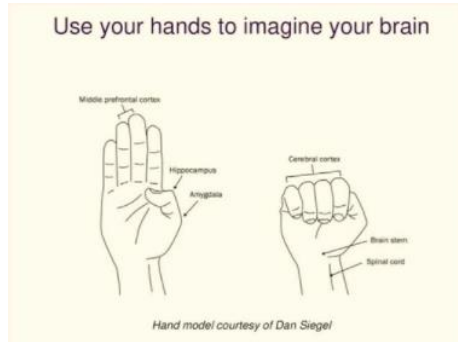 Use your hands to imagine your brain
Middle prefrontal cortex
Hippocampus
Amygdala
Cerebral cortex
Brain stem
Spinal cord
Hand model courtesy of Dan Siegel